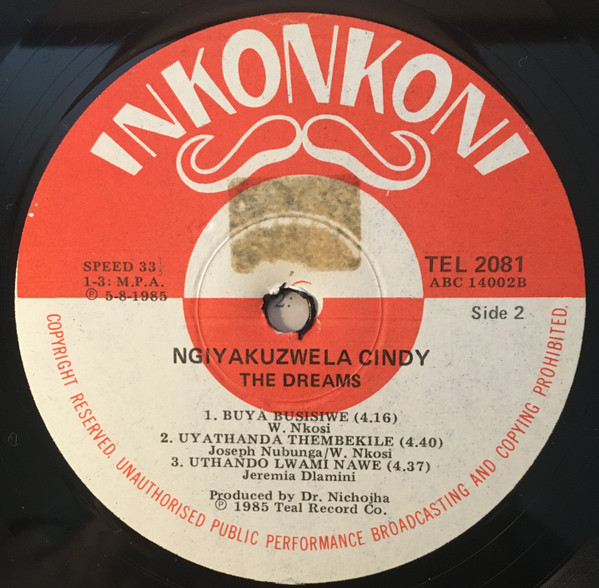 INKONKONI
SPEED 33⅓
1-3: M.P.A.
℗ 5-8-1985
TEL 2081
ABC 14002B
Side 2
NGIYAKUZWELA CINDY
THE DREAMS
1. BUYA BUSISIWE (4.16)
W. Nkosi
2. UYATHANDA THEMBEKILE (4.40)
Joseph Nubunga/W. Nkosi
3. UTHANDO LWAMI NAWE (4.37)
Jeremia Dlamini
Produced by Dr. Nichojha
℗ 1985 Teal Record Co.
COPYRIGHT RESERVED. UNAUTHORISED PUBLIC PERFORMANCE BROADCASTING AND COPYING PROHIBITED.